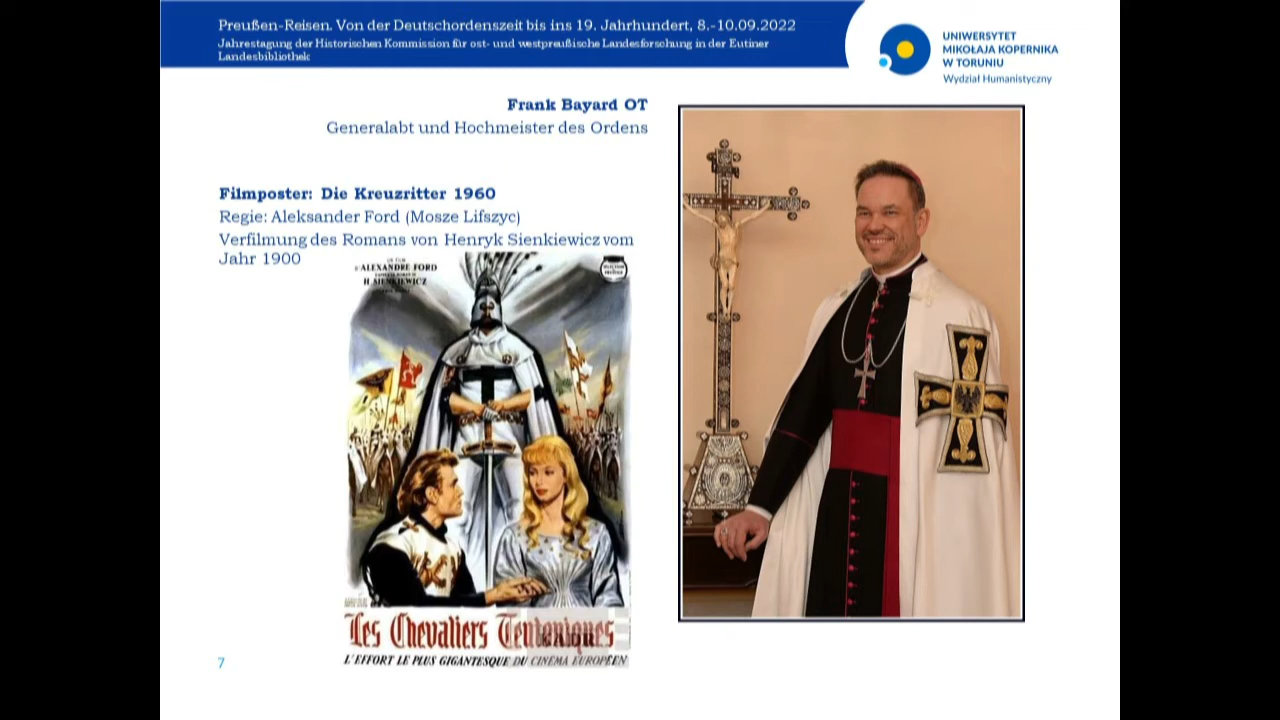 Preußen-Reisen. Von der Deutschordenszeit bis ins 19. Jahrhundert, 8.-10.09.2022
Jahrestagung der Historischen Kommission für ost- und westpreußische Landesforschung in der Eutiner
Landesbibliothek
UNIWERSYTET
MIKOŁAJA KOPERNIKA
W TORUNIU
Wydział Humanistyczny
Frank Bayard OT
Generalabt und Hochmeister des Ordens
Filmposter: Die Kreuzritter 1960
Regie: Aleksander Ford (Mosze Lifszyc)
Verfilmung des Romans von Henryk Sienkiewicz vom
Jahr 1900
UN FILM
D'ALEXANDRE FORD
H. SIENKIEWICZ
Les Chevaliers Teutoniques
L'EFFORT LE PLUS GIGANTESQUE DU CINEMA EUROPÉEN
7